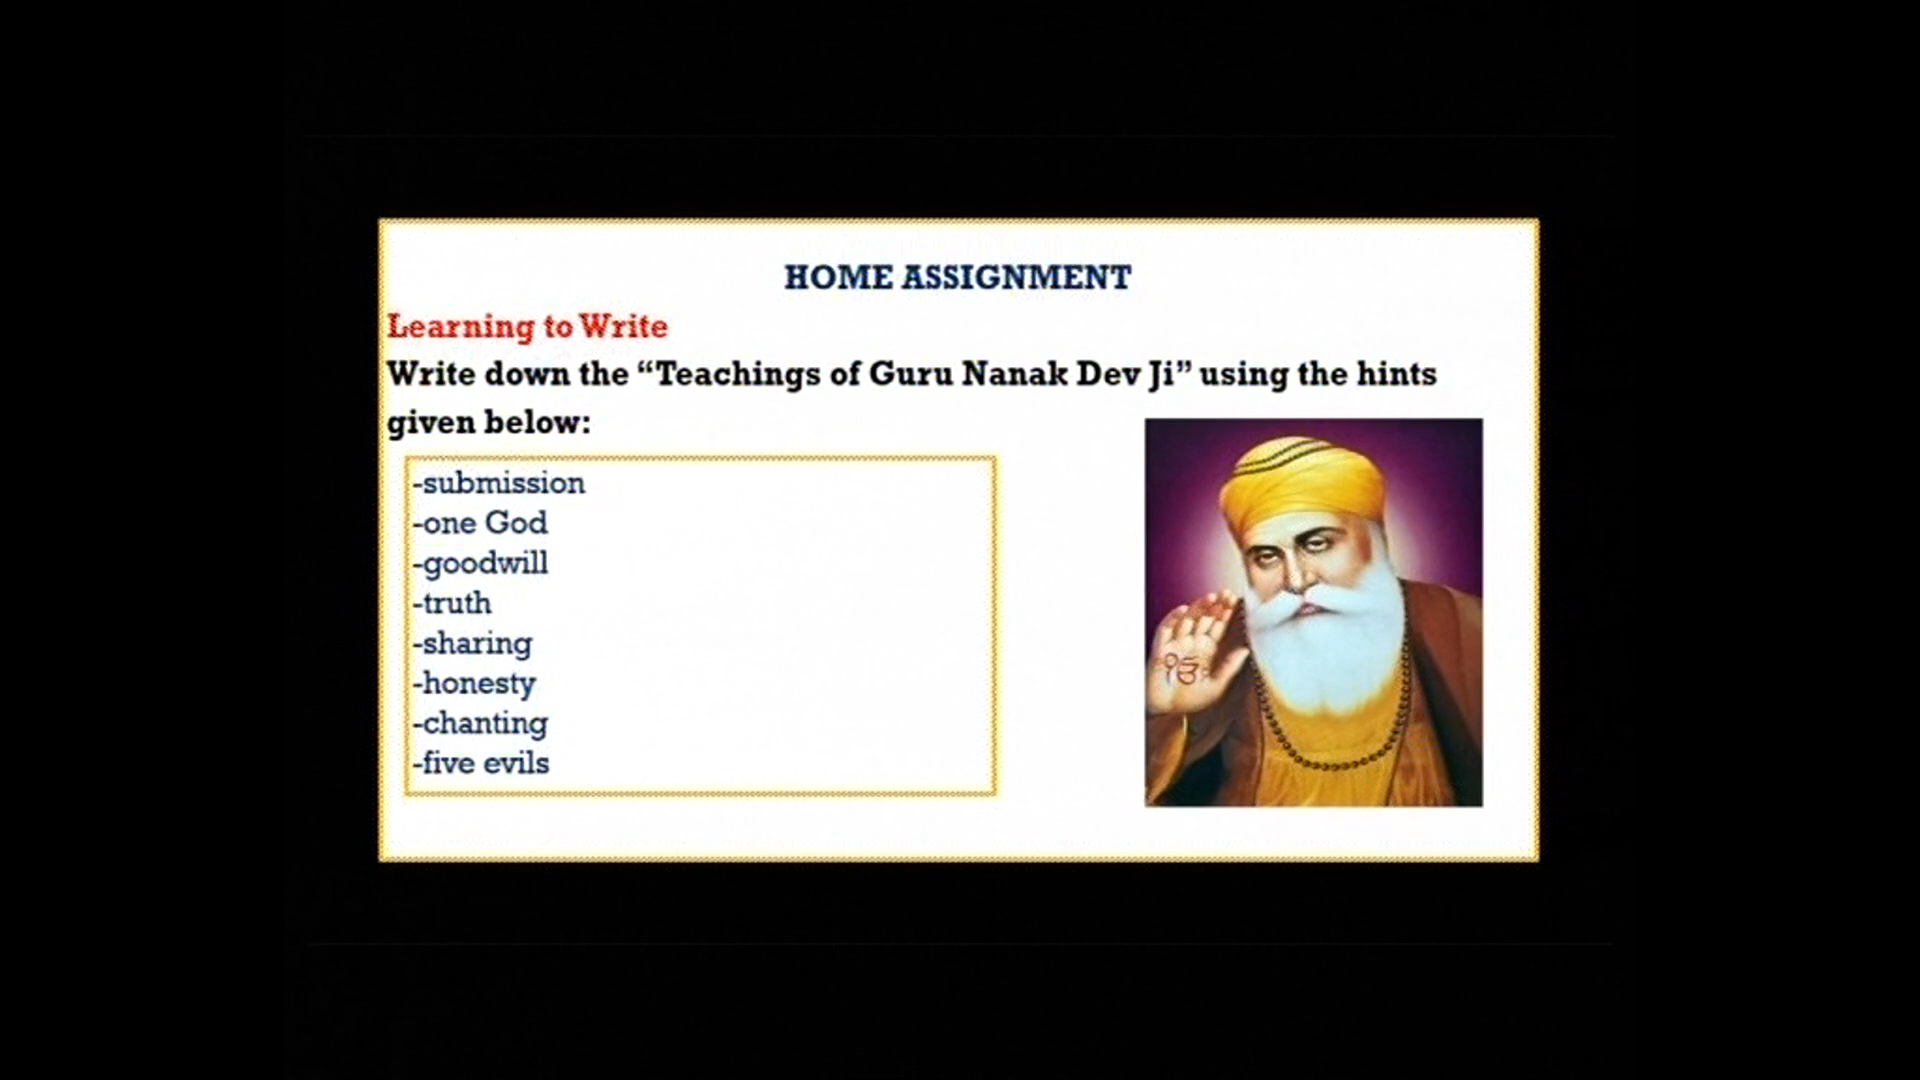 HOME ASSIGNMENT
Learning to Write
Write down the “Teachings of Guru Nanak Dev Ji” using the hints
given below:
-submission
-one God
-goodwill
-truth
-sharing
-honesty
-chanting
-five evils
ੴ